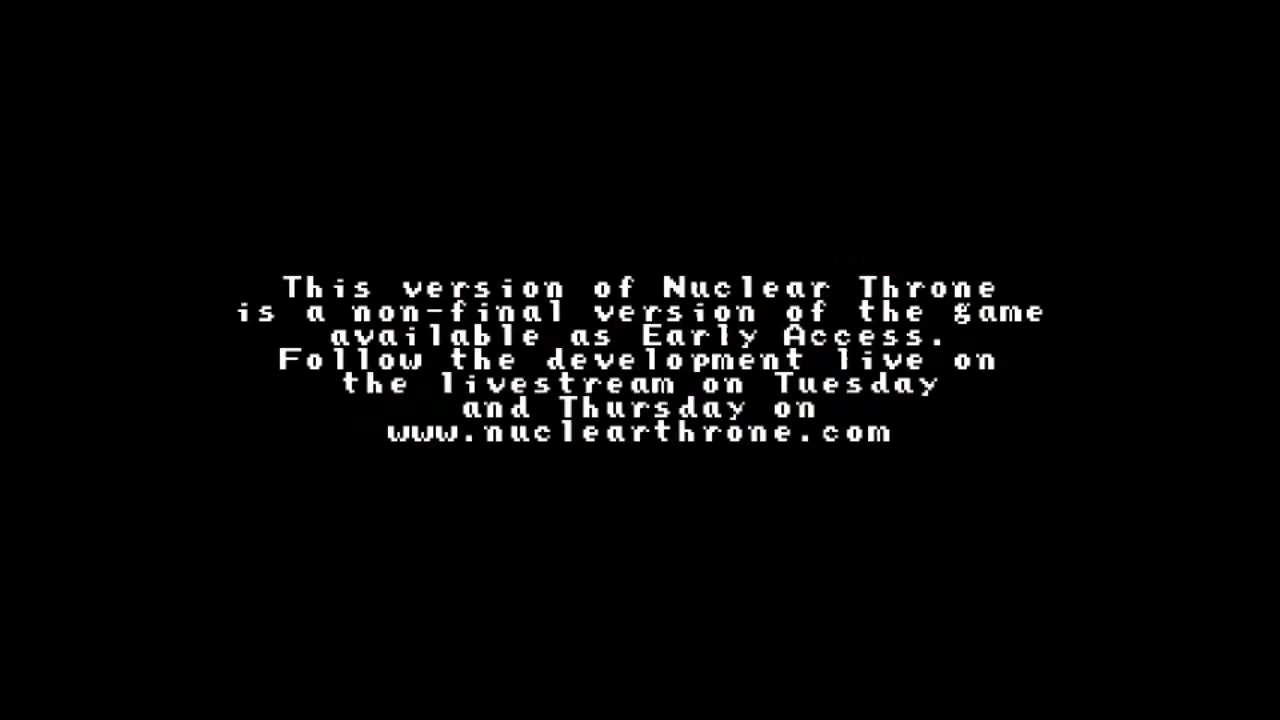 This version of Nuclear Throne
is a non-final version of the game
available as Early Access.
Follow the development live on
the livestream on Tuesday
and Thursday on
www.nuclearthrone.com